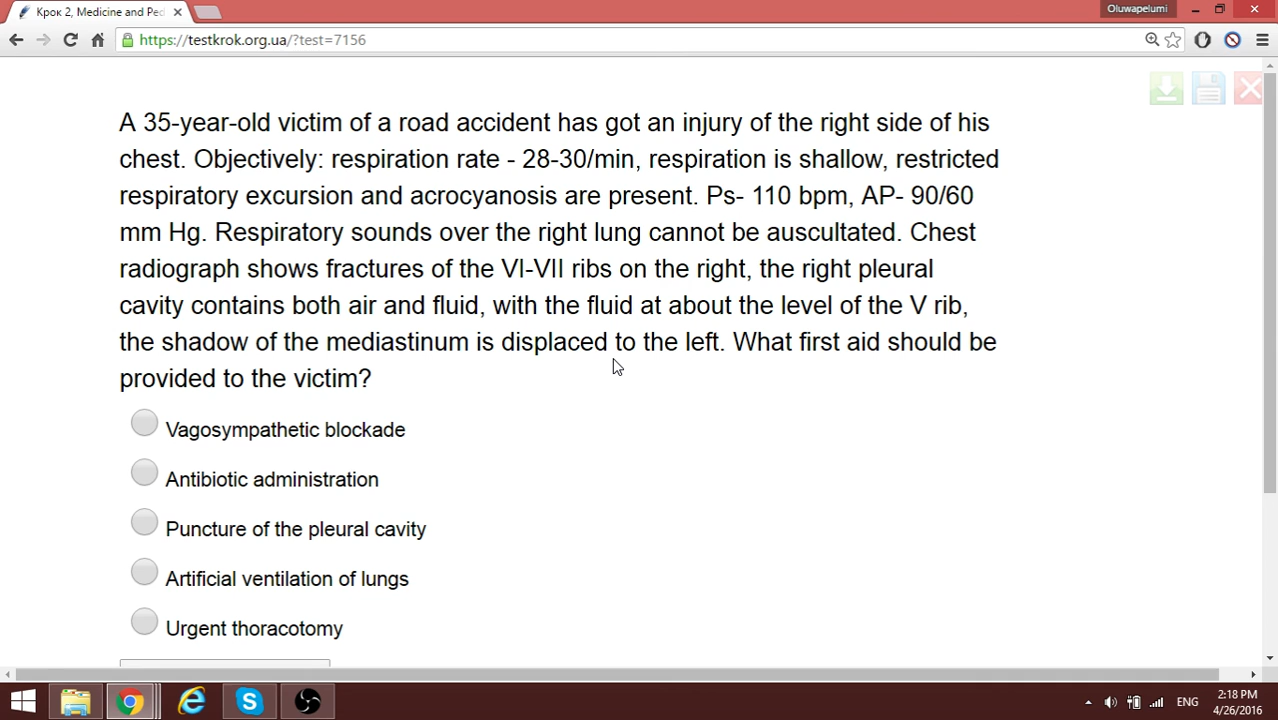 Oluwapelumi
Крок 2, Medicine and Pec
https://testkrok.org.ua/?test=7156
A 35-year-old victim of a road accident has got an injury of the right side of his
chest. Objectively: respiration rate - 28-30/min, respiration is shallow, restricted
respiratory excursion and acrocyanosis are present. Ps- 110 bpm, AP- 90/60
mm Hg. Respiratory sounds over the right lung cannot be auscultated. Chest
radiograph shows fractures of the VI-VII ribs on the right, the right pleural
cavity contains both air and fluid, with the fluid at about the level of the V rib,
the shadow of the mediastinum is displaced to the left. What first aid should be
provided to the victim?
Vagosympathetic blockade
Antibiotic administration
Puncture of the pleural cavity
Artificial ventilation of lungs
Urgent thoracotomy
ENG
2:18 PM
4/26/2016